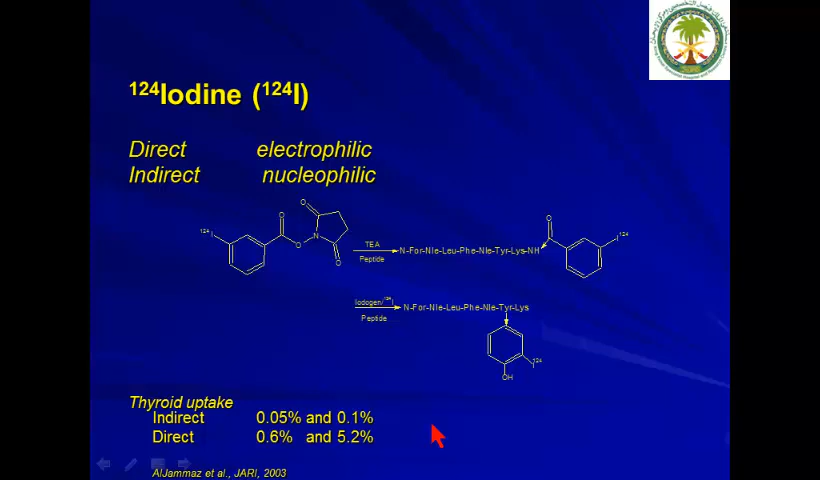 ¹²⁴Iodine (¹²⁴I)
Direct electrophilic
Indirect nucleophilic
¹²⁴I
O
O
N
O
O
TEA
Peptide
N-For-Nle-Leu-Phe-Nle-Tyr-Lys-NH
O
I¹²⁴
Iodogen/¹²⁴I
Peptide
N-For-Nle-Leu-Phe-Nle-Tyr-Lys
I¹²⁴
OH
Thyroid uptake
Indirect 0.05% and 0.1%
Direct 0.6% and 5.2%
AlJammaz et al., JARI, 2003